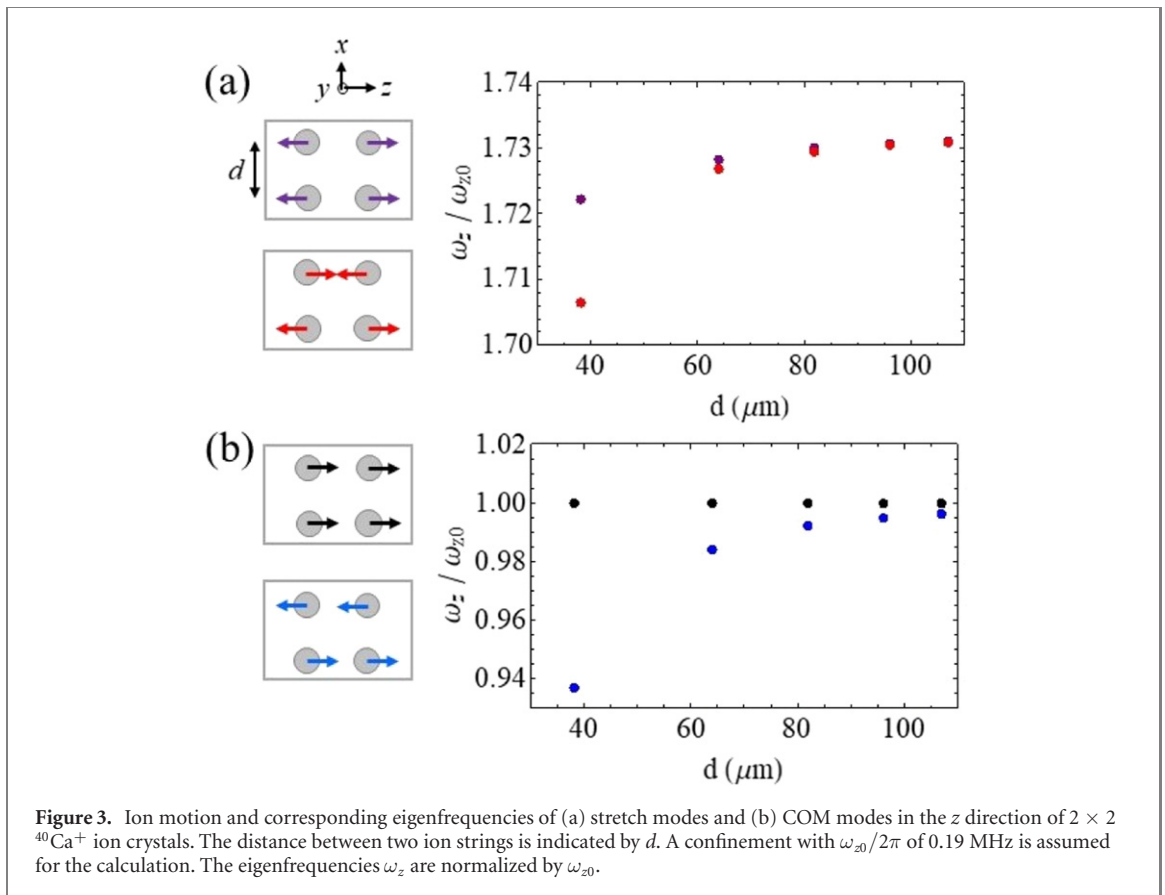 (a)
x
y
z
d
1.74
1.73
1.72
1.71
1.70
ω_z / ω_z0
40 60 80 100
d (μm)
(b)
1.02
1.00
0.98
0.96
0.94
ω_z / ω_z0
40 60 80 100
d (μm)
Figure 3. Ion motion and corresponding eigenfrequencies of (a) stretch modes and (b) COM modes in the z direction of 2 × 2
⁴⁰Ca⁺ ion crystals. The distance between two ion strings is indicated by d. A confinement with ω_z0/2π of 0.19 MHz is assumed
for the calculation. The eigenfrequencies ω_z are normalized by ω_z0.